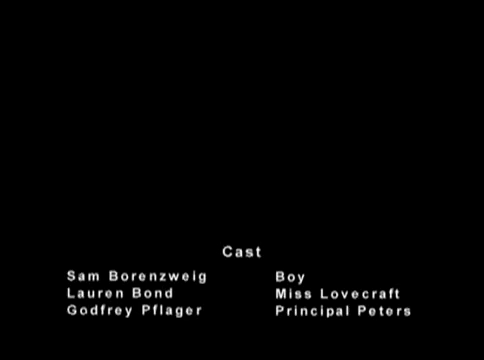 Cast
Sam Borenzweig Boy
Lauren Bond Miss Lovecraft
Godfrey Pflager Principal Peters